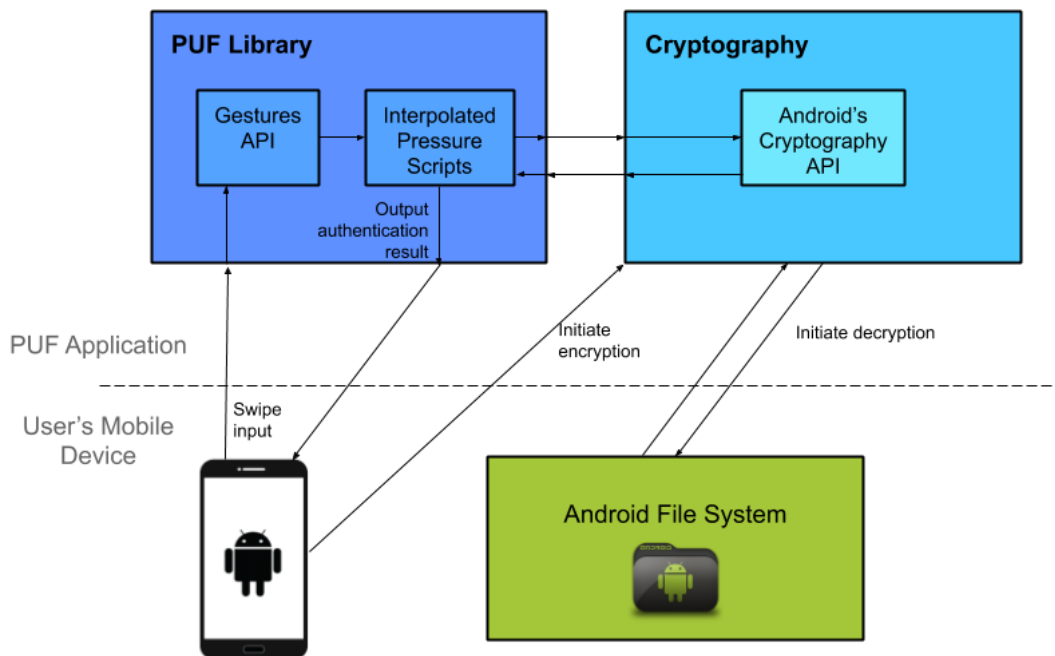 PUF Library
Cryptography
Gestures
API
Interpolated
Pressure
Scripts
Android's
Cryptography
API
Output
authentication
result
PUF Application
Initiate
encryption
Initiate decryption
User's Mobile
Device
Swipe
input
Android File System